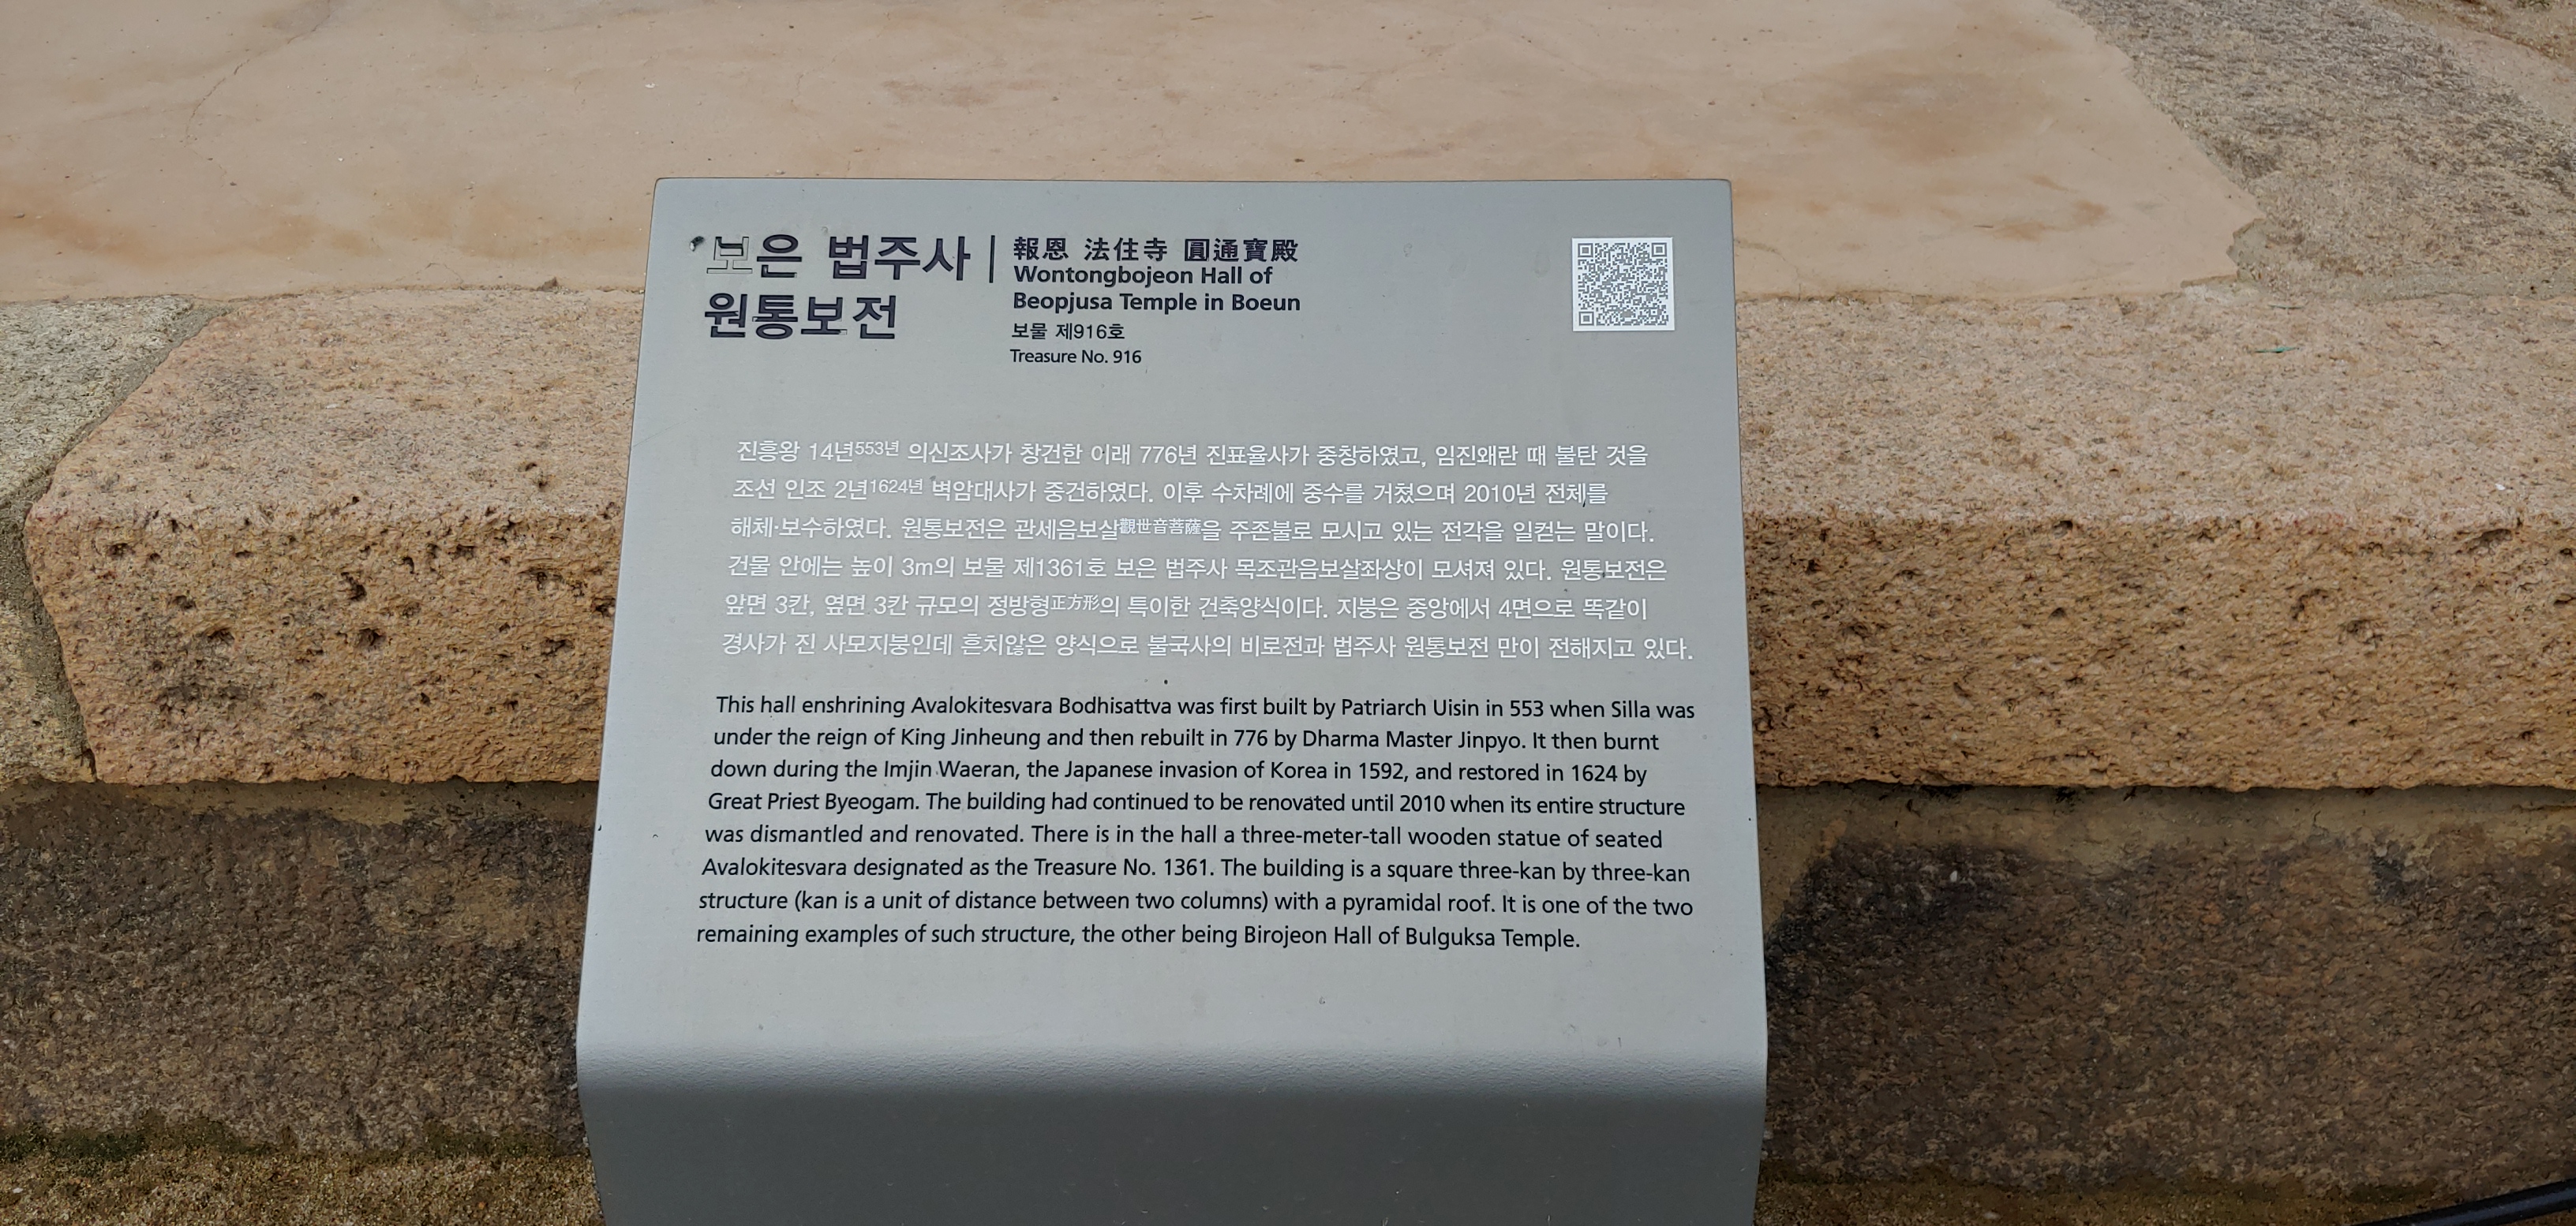 보은 법주사
원통보전
報恩 法住寺 圓通寶殿
Wontongbojeon Hall of
Beopjusa Temple in Boeun
보물 제916호
Treasure No. 916
진흥왕 14년553년 의신조사가 창건한 이래 776년 진표율사가 중창하였고, 임진왜란 때 불탄 것을
조선 인조 2년1624년 벽암대사가 중건하였다. 이후 수차례에 중수를 거쳤으며 2010년 전체를
해체·보수하였다. 원통보전은 관세음보살觀世音菩薩을 주존불로 모시고 있는 전각을 일컫는 말이다.
건물 안에는 높이 3m의 보물 제1361호 보은 법주사 목조관음보살좌상이 모셔져 있다. 원통보전은
앞면 3칸, 옆면 3칸 규모의 정방형正方形의 특이한 건축양식이다. 지붕은 중앙에서 4면으로 똑같이
경사가 진 사모지붕인데 흔치않은 양식으로 불국사의 비로전과 법주사 원통보전 만이 전해지고 있다.
This hall enshrining Avalokitesvara Bodhisattva was first built by Patriarch Uisin in 553 when Silla was
under the reign of King Jinheung and then rebuilt in 776 by Dharma Master Jinpyo. It then burnt
down during the Imjin Waeran, the Japanese invasion of Korea in 1592, and restored in 1624 by
Great Priest Byeogam. The building had continued to be renovated until 2010 when its entire structure
was dismantled and renovated. There is in the hall a three-meter-tall wooden statue of seated
Avalokitesvara designated as the Treasure No. 1361. The building is a square three-kan by three-kan
structure (kan is a unit of distance between two columns) with a pyramidal roof. It is one of the two
remaining examples of such structure, the other being Birojeon Hall of Bulguksa Temple.